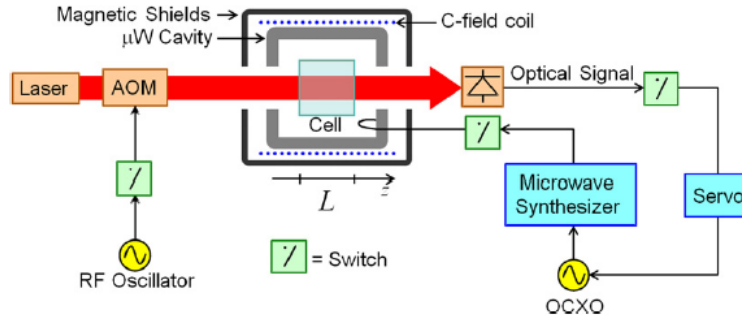 Magnetic Shields
C-field coil
μW Cavity
Laser
AOM
Optical Signal
Cell
L
z
Microwave
Synthesizer
Servo
= Switch
RF Oscillator
OCXO